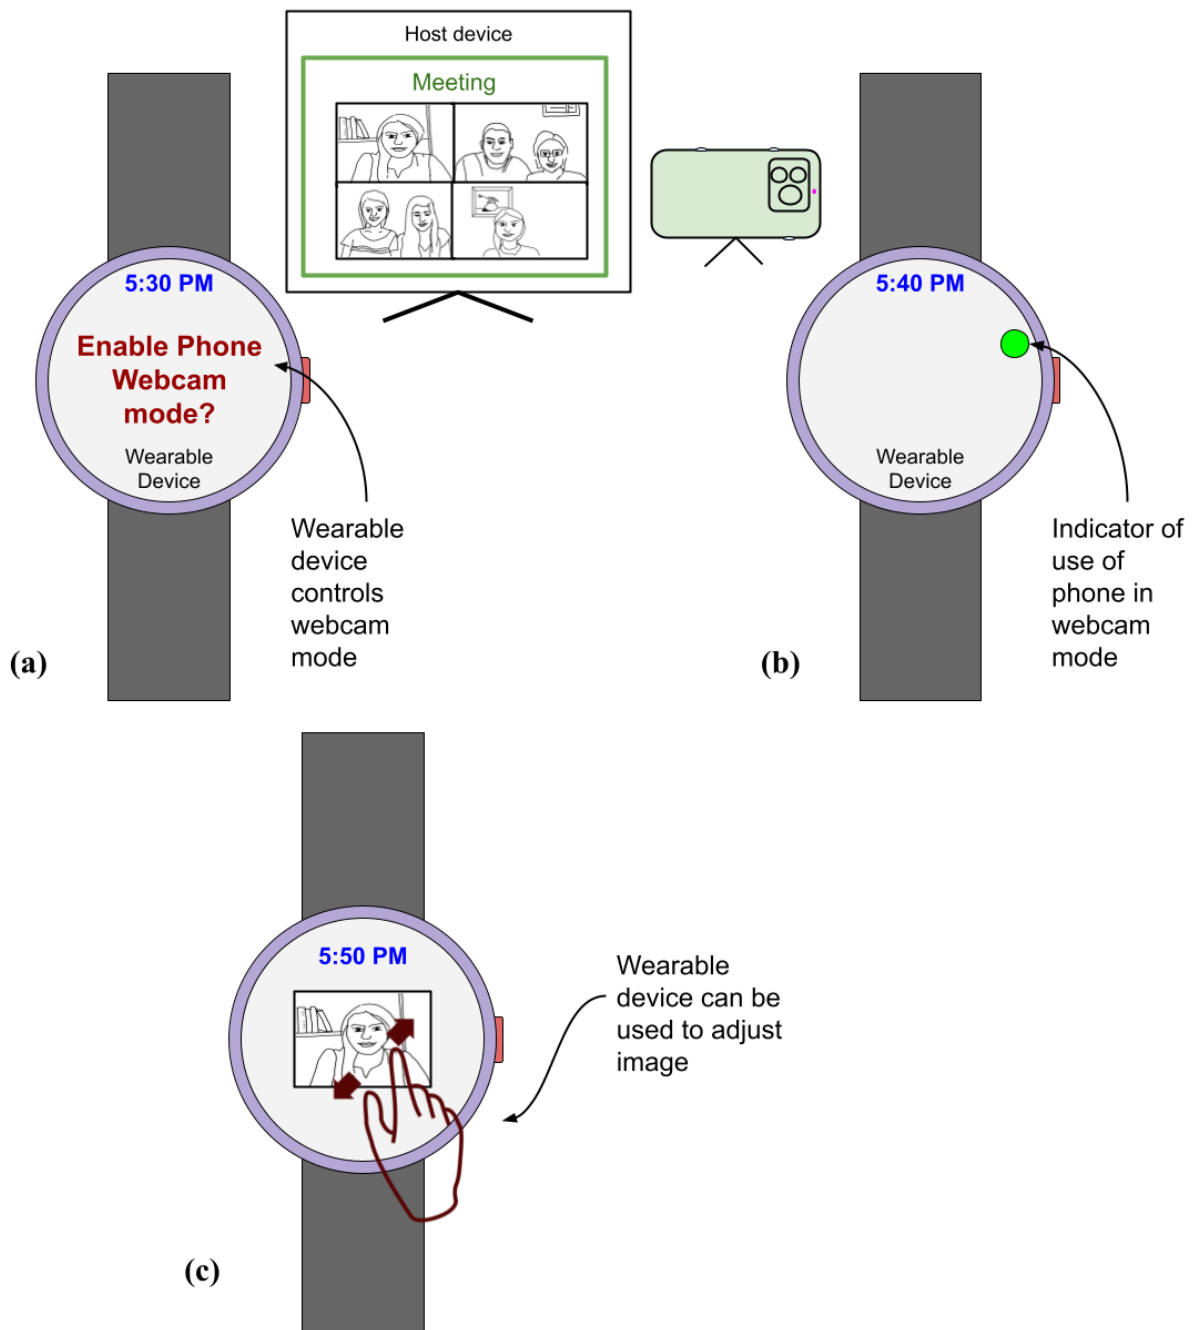 Host device
Meeting
5:30 PM
Enable Phone
Webcam
mode?
Wearable
Device
Wearable
device
controls
webcam
mode
(a)
5:40 PM
Wearable
Device
Indicator of
use of
phone in
webcam
mode
(b)
5:50 PM
Wearable
device can be
used to adjust
image
(c)